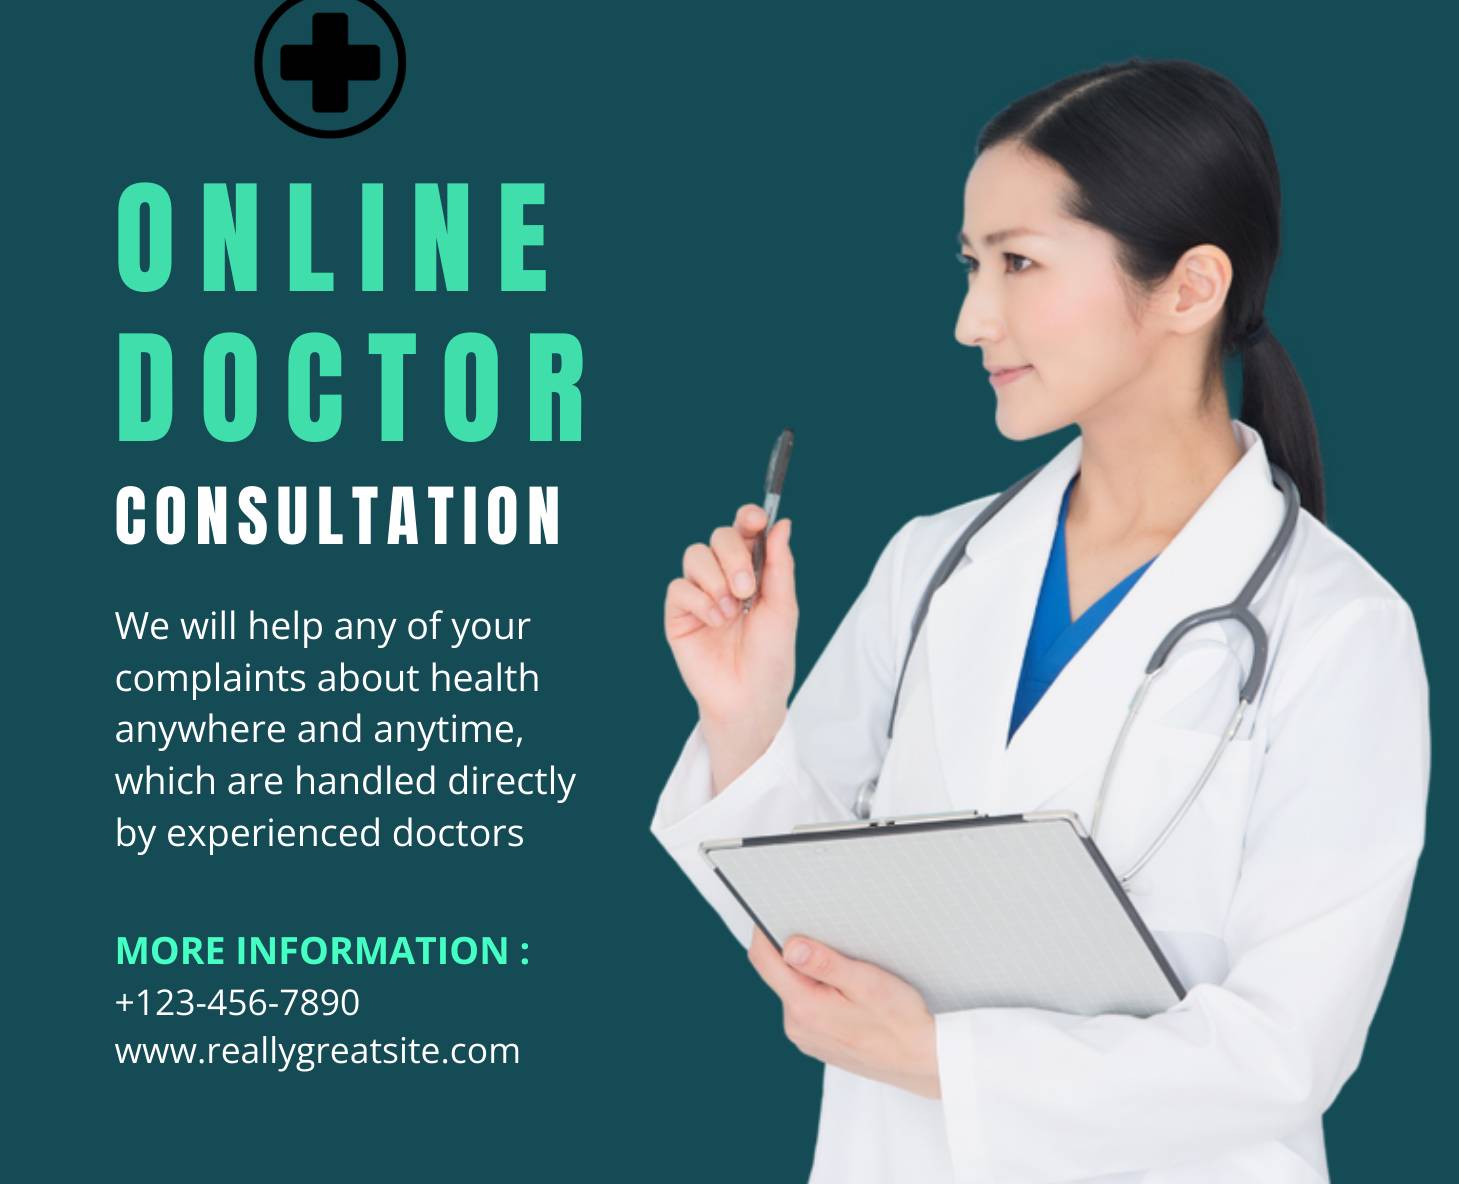 ONLINE
DOCTOR
CONSULTATION
We will help any of your
complaints about health
anywhere and anytime,
which are handled directly
by experienced doctors
MORE INFORMATION :
+123-456-7890
www.reallygreatsite.com